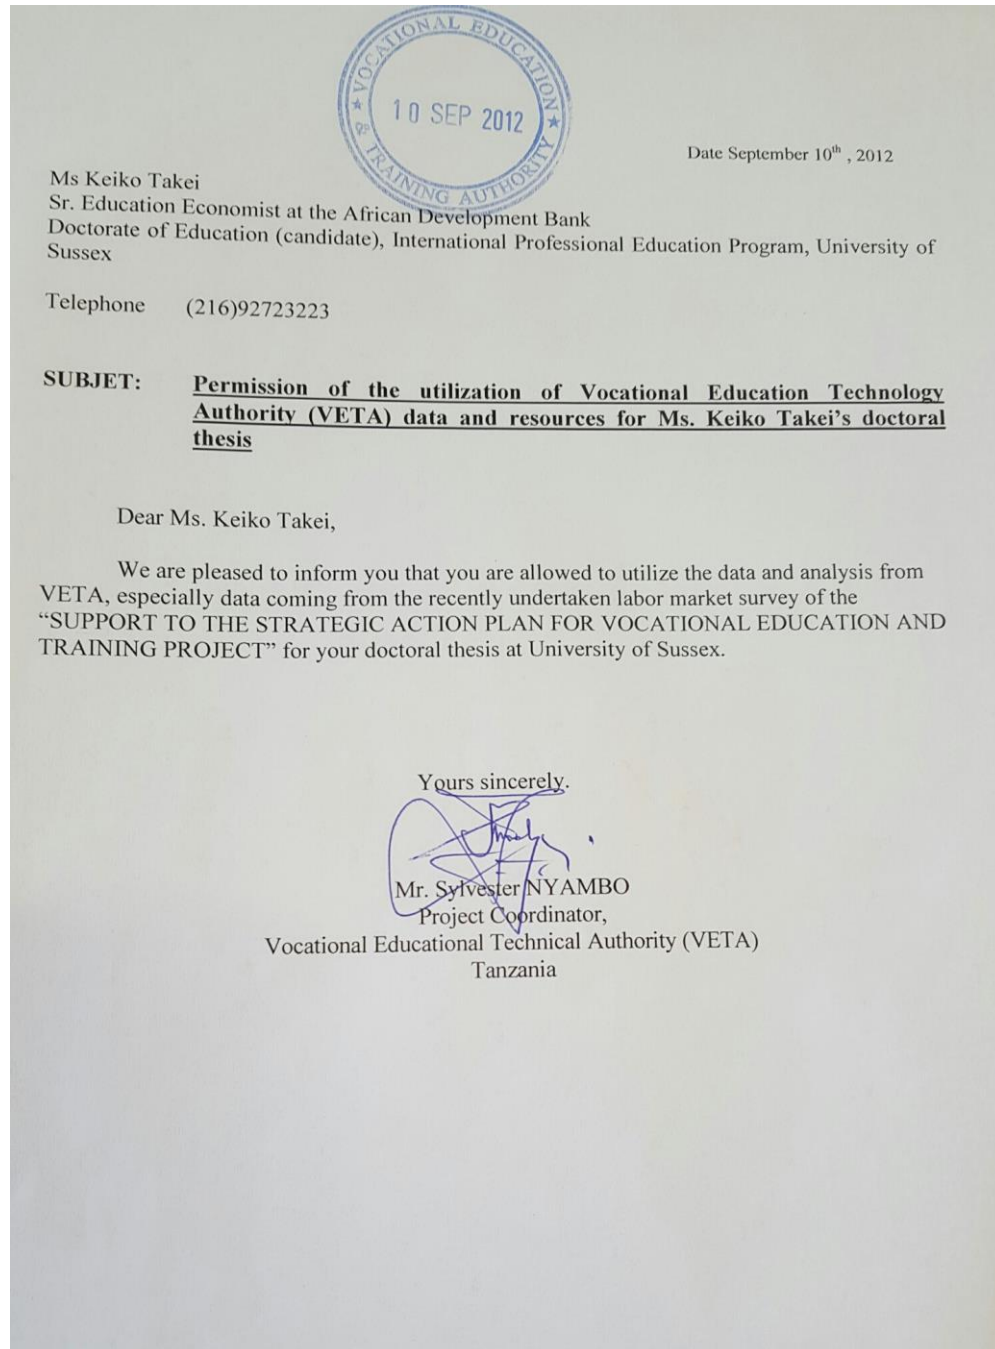 ★ VOCATIONAL EDUCATION ★
& TRAINING AUTHORITY
10 SEP 2012
Date September 10th , 2012
Ms Keiko Takei
Sr. Education Economist at the African Development Bank
Doctorate of Education (candidate), International Professional Education Program, University of
Sussex
Telephone (216)92723223
SUBJET: Permission of the utilization of Vocational Education Technology
Authority (VETA) data and resources for Ms. Keiko Takei’s doctoral
thesis
Dear Ms. Keiko Takei,
We are pleased to inform you that you are allowed to utilize the data and analysis from
VETA, especially data coming from the recently undertaken labor market survey of the
“SUPPORT TO THE STRATEGIC ACTION PLAN FOR VOCATIONAL EDUCATION AND
TRAINING PROJECT” for your doctoral thesis at University of Sussex.
Yours sincerely.
Mr. Sylvester NYAMBO
Project Coordinator,
Vocational Educational Technical Authority (VETA)
Tanzania